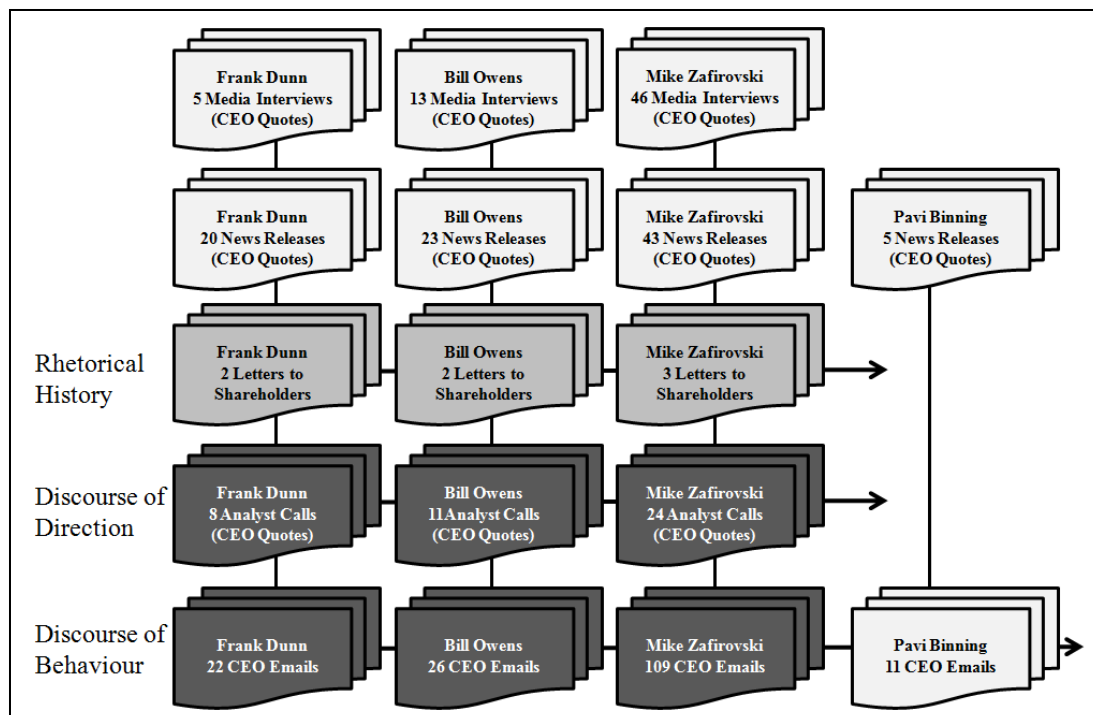 Frank Dunn
5 Media Interviews
(CEO Quotes)
Bill Owens
13 Media Interviews
(CEO Quotes)
Mike Zafirovski
46 Media Interviews
(CEO Quotes)
Frank Dunn
20 News Releases
(CEO Quotes)
Bill Owens
23 News Releases
(CEO Quotes)
Mike Zafirovski
43 News Releases
(CEO Quotes)
Pavi Binning
5 News Releases
(CEO Quotes)
Rhetorical
History
Frank Dunn
2 Letters to
Shareholders
Bill Owens
2 Letters to
Shareholders
Mike Zafirovski
3 Letters to
Shareholders
Discourse of
Direction
Frank Dunn
8 Analyst Calls
(CEO Quotes)
Bill Owens
11 Analyst Calls
(CEO Quotes)
Mike Zafirovski
24 Analyst Calls
(CEO Quotes)
Discourse of
Behaviour
Frank Dunn
22 CEO Emails
Bill Owens
26 CEO Emails
Mike Zafirovski
109 CEO Emails
Pavi Binning
11 CEO Emails